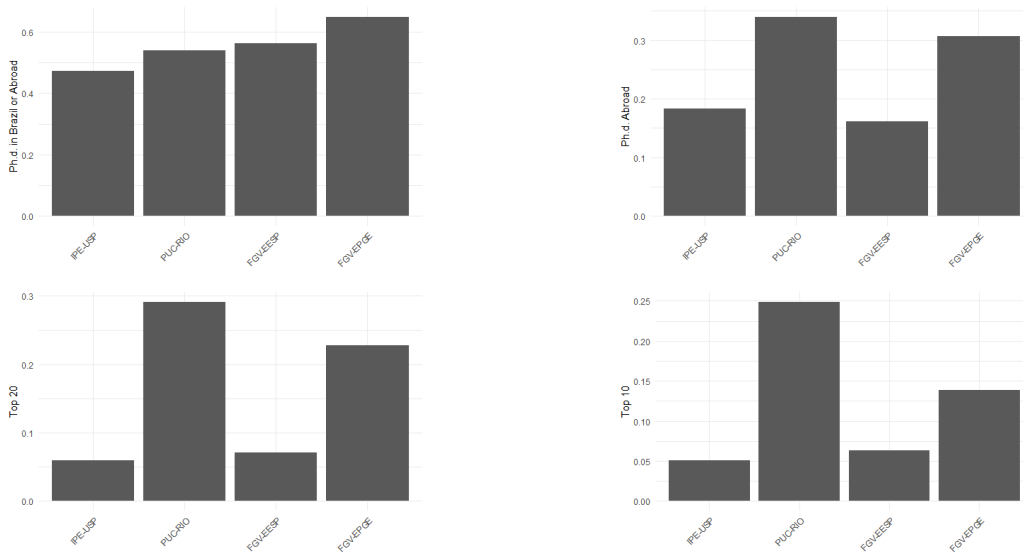 Ph.d. in Brazil or Abroad
0.6
0.4
0.2
0.0
IPE-USP
PUC-RIO
FGV-EESP
FGV-EPGE
Ph.d. Abroad
0.3
0.2
0.1
0.0
IPE-USP
PUC-RIO
FGV-EESP
FGV-EPGE
Top 20
0.3
0.2
0.1
0.0
IPE-USP
PUC-RIO
FGV-EESP
FGV-EPGE
Top 10
0.25
0.20
0.15
0.10
0.05
0.00
IPE-USP
PUC-RIO
FGV-EESP
FGV-EPGE